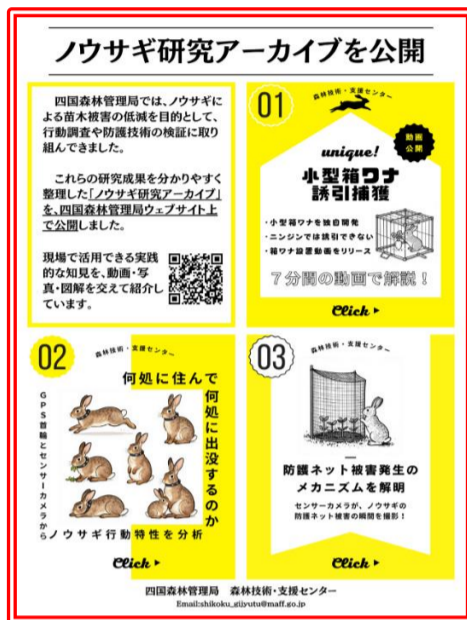 ノウサギ研究アーカイブを公開
四国森林管理局では、ノウサギに
よる苗木被害の低減を目的として、
行動調査や防護技術の検証に取り
組んできました。
これらの研究成果を分かりやすく
整理した「ノウサギ研究アーカイブ」
を、四国森林管理局ウェブサイト上
で公開しました。
現場で活用できる実践
的な知見を、動画・写
真・図解を交えて紹介し
ています。
01
森林技術・支援センター
動画
公開
unique!
小型箱ワナ
誘引捕獲
・小型箱ワナを独自開発
・ニンジンでは誘引できない
・箱ワナ設置動画をリリース
7分間の動画で解説!
Click
02
森林技術・支援センター
何処に住んで
何処に出没するのか
GPS首輪とセンサーカメラから
ノウサギ行動特性を分析
Click
03
森林技術・支援センター
防護ネット被害発生の
メカニズムを解明
センサーカメラが、ノウサギの
防護ネット被害の瞬間を撮影!
Click
四国森林管理局 森林技術・支援センター
Email:shikoku_gijyutu@maff.go.jp